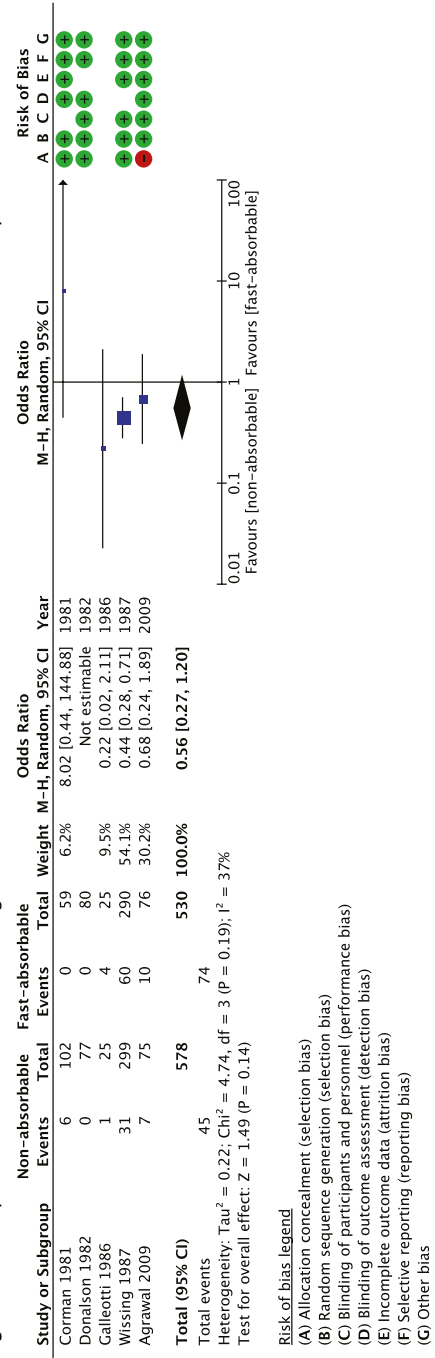 Non-absorbable Fast-absorbable Odds Ratio Odds Ratio Risk of Bias
Study or Subgroup Events Total Events Total Weight M-H, Random, 95% CI Year M-H, Random, 95% CI A B C D E F G
Corman 1981 6 102 0 59 6.2% 8.02 [0.44, 144.88] 1981 + + + + + +
Donalson 1982 0 77 0 80 Not estimable 1982 + + + + + +
Galleotti 1986 1 25 4 25 9.5% 0.22 [0.02, 2.11] 1986
Wissing 1987 31 299 60 290 54.1% 0.44 [0.28, 0.71] 1987 + + + + + +
Agrawal 2009 7 75 10 76 30.2% 0.68 [0.24, 1.89] 2009 – + + + + + +
Total (95% CI) 578 530 100.0% 0.56 [0.27, 1.20]
Total events 45 74
Heterogeneity: Tau² = 0.22; Chi² = 4.74, df = 3 (P = 0.19); I² = 37%
Test for overall effect: Z = 1.49 (P = 0.14)
0.01 0.1 1 10 100
Favours [non-absorbable] Favours [fast-absorbable]
Risk of bias legend
(A) Allocation concealment (selection bias)
(B) Random sequence generation (selection bias)
(C) Blinding of participants and personnel (performance bias)
(D) Blinding of outcome assessment (detection bias)
(E) Incomplete outcome data (attrition bias)
(F) Selective reporting (reporting bias)
(G) Other bias